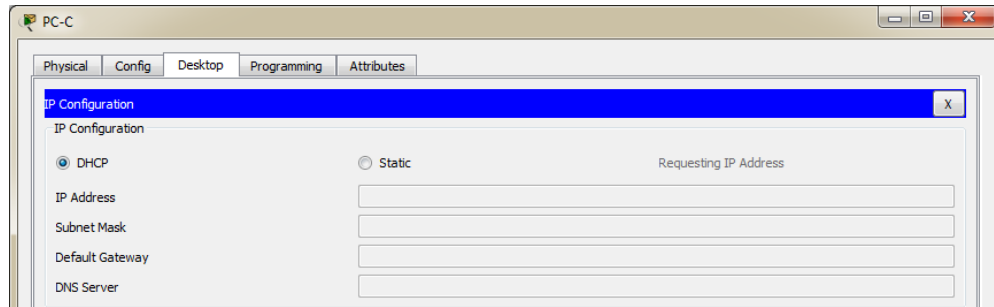 PC-C
X
Physical Config Desktop Programming Attributes
IP Configuration X
IP Configuration
DHCP Static Requesting IP Address
IP Address
Subnet Mask
Default Gateway
DNS Server